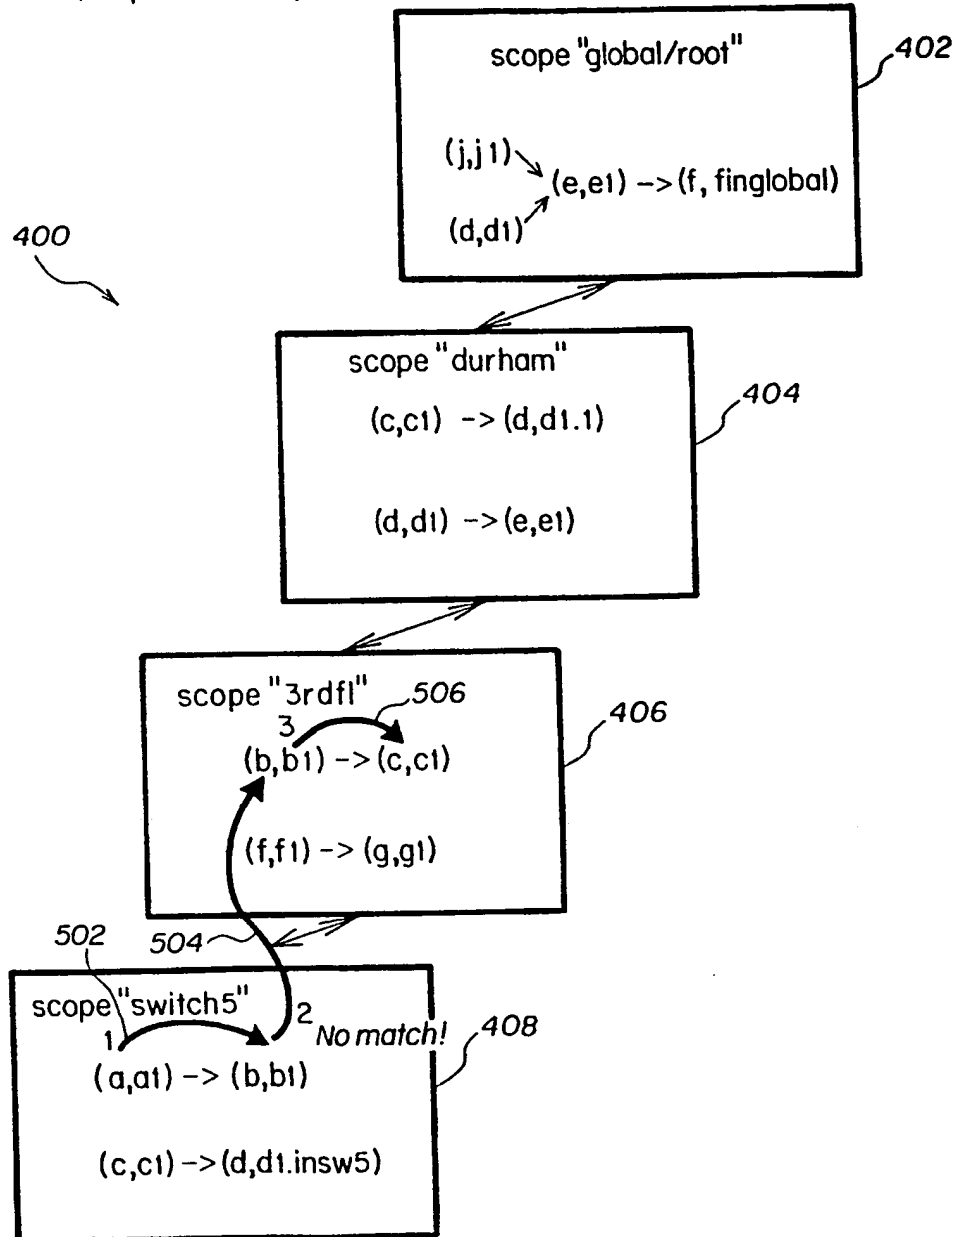 scope "global/root"
402
(j,j1)
(e,e1) -> (f, finglobal)
(d,d1)
400
scope "durham"
404
(c,c1) -> (d,d1.1)
(d,d1) -> (e,e1)
scope "3rdfl"
506
406
3
(b,b1) -> (c,c1)
(f,f1) -> (g,g1)
502
504
scope "switch5"
2
408
1
No match!
(a,a1) -> (b,b1)
(c,c1) -> (d,d1.insw5)